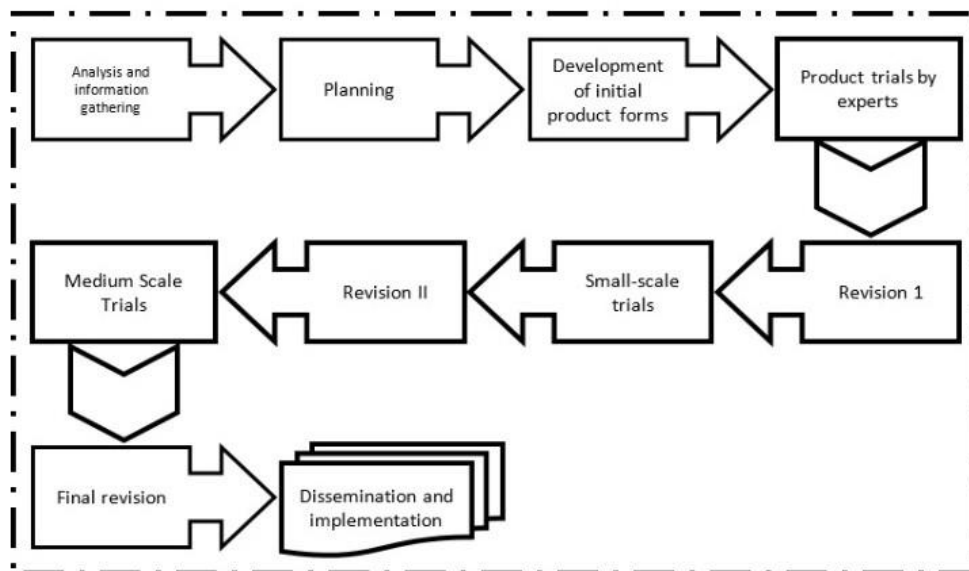 Analysis and
information
gathering
Planning
Development
of initial
product forms
Product trials by
experts
Revision 1
Small-scale
trials
Revision II
Medium Scale
Trials
Final revision
Dissemination and
implementation